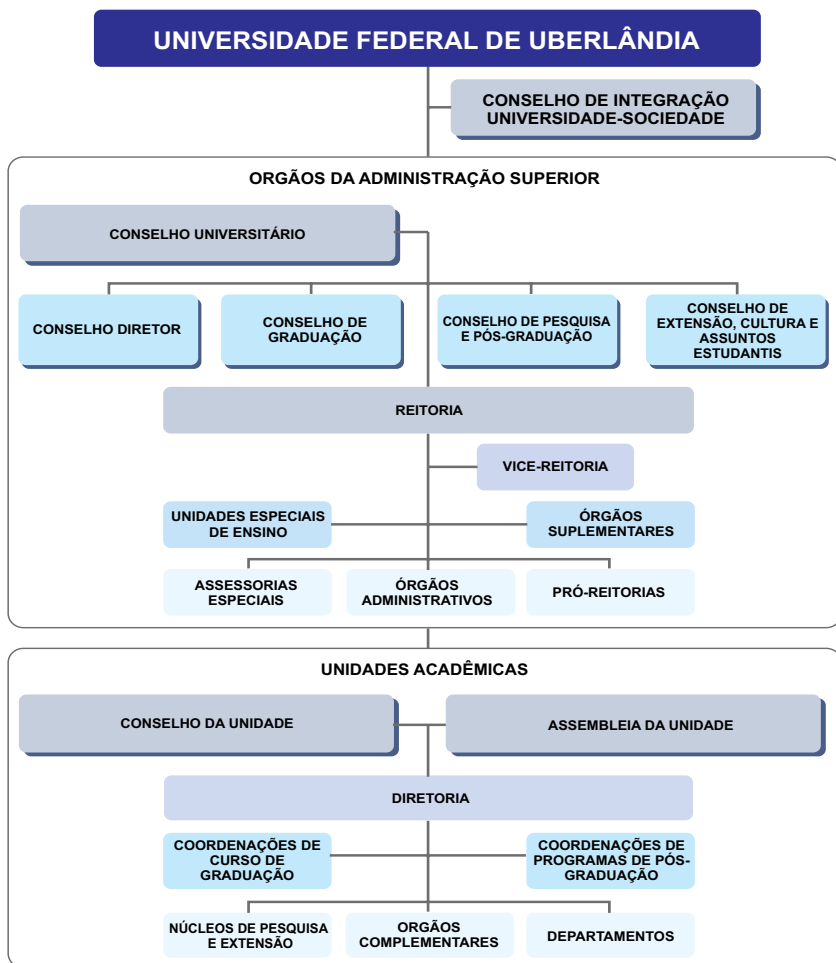 UNIVERSIDADE FEDERAL DE UBERLÂNDIA
CONSELHO DE INTEGRAÇÃO
UNIVERSIDADE-SOCIEDADE
ORGÃOS DA ADMINISTRAÇÃO SUPERIOR
CONSELHO UNIVERSITÁRIO
CONSELHO DIRETOR
CONSELHO DE
GRADUAÇÃO
CONSELHO DE PESQUISA
E PÓS-GRADUAÇÃO
CONSELHO DE
EXTENSÃO, CULTURA E
ASSUNTOS
ESTUDANTIS
REITORIA
VICE-REITORIA
UNIDADES ESPECIAIS
DE ENSINO
ÓRGÃOS
SUPLEMENTARES
ASSESSORIAS
ESPECIAIS
ÓRGÃOS
ADMINISTRATIVOS
PRÓ-REITORIAS
UNIDADES ACADÊMICAS
CONSELHO DA UNIDADE
ASSEMBLEIA DA UNIDADE
DIRETORIA
COORDENAÇÕES DE
CURSO DE
GRADUAÇÃO
COORDENAÇÕES DE
PROGRAMAS DE PÓS-
GRADUAÇÃO
NÚCLEOS DE PESQUISA
E EXTENSÃO
ORGÃOS
COMPLEMENTARES
DEPARTAMENTOS